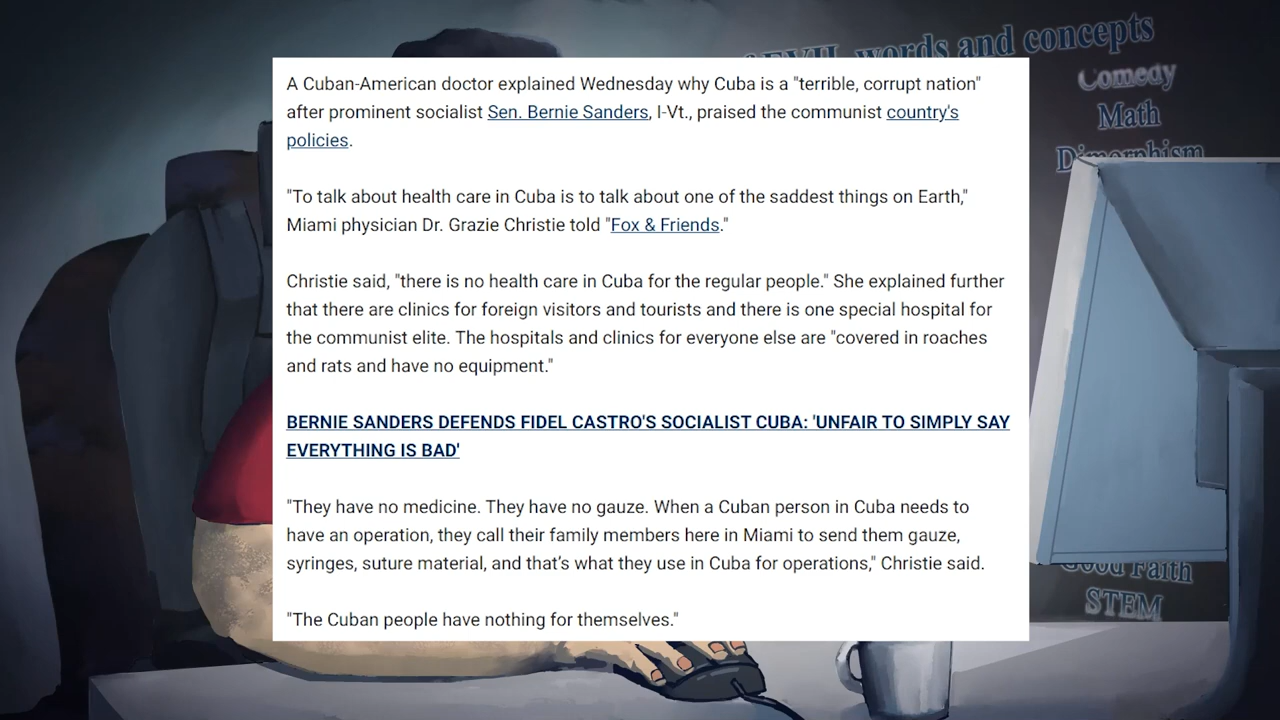 EVIL words and concepts
Comedy
Math
Dimorphism
A Cuban-American doctor explained Wednesday why Cuba is a "terrible, corrupt nation"
after prominent socialist Sen. Bernie Sanders, I-Vt., praised the communist country's
policies.
"To talk about health care in Cuba is to talk about one of the saddest things on Earth,"
Miami physician Dr. Grazie Christie told "Fox & Friends."
Christie said, "there is no health care in Cuba for the regular people." She explained further
that there are clinics for foreign visitors and tourists and there is one special hospital for
the communist elite. The hospitals and clinics for everyone else are "covered in roaches
and rats and have no equipment."
BERNIE SANDERS DEFENDS FIDEL CASTRO'S SOCIALIST CUBA: 'UNFAIR TO SIMPLY SAY
EVERYTHING IS BAD'
"They have no medicine. They have no gauze. When a Cuban person in Cuba needs to
have an operation, they call their family members here in Miami to send them gauze,
syringes, suture material, and that's what they use in Cuba for operations," Christie said.
"The Cuban people have nothing for themselves."
Good Faith
STEM